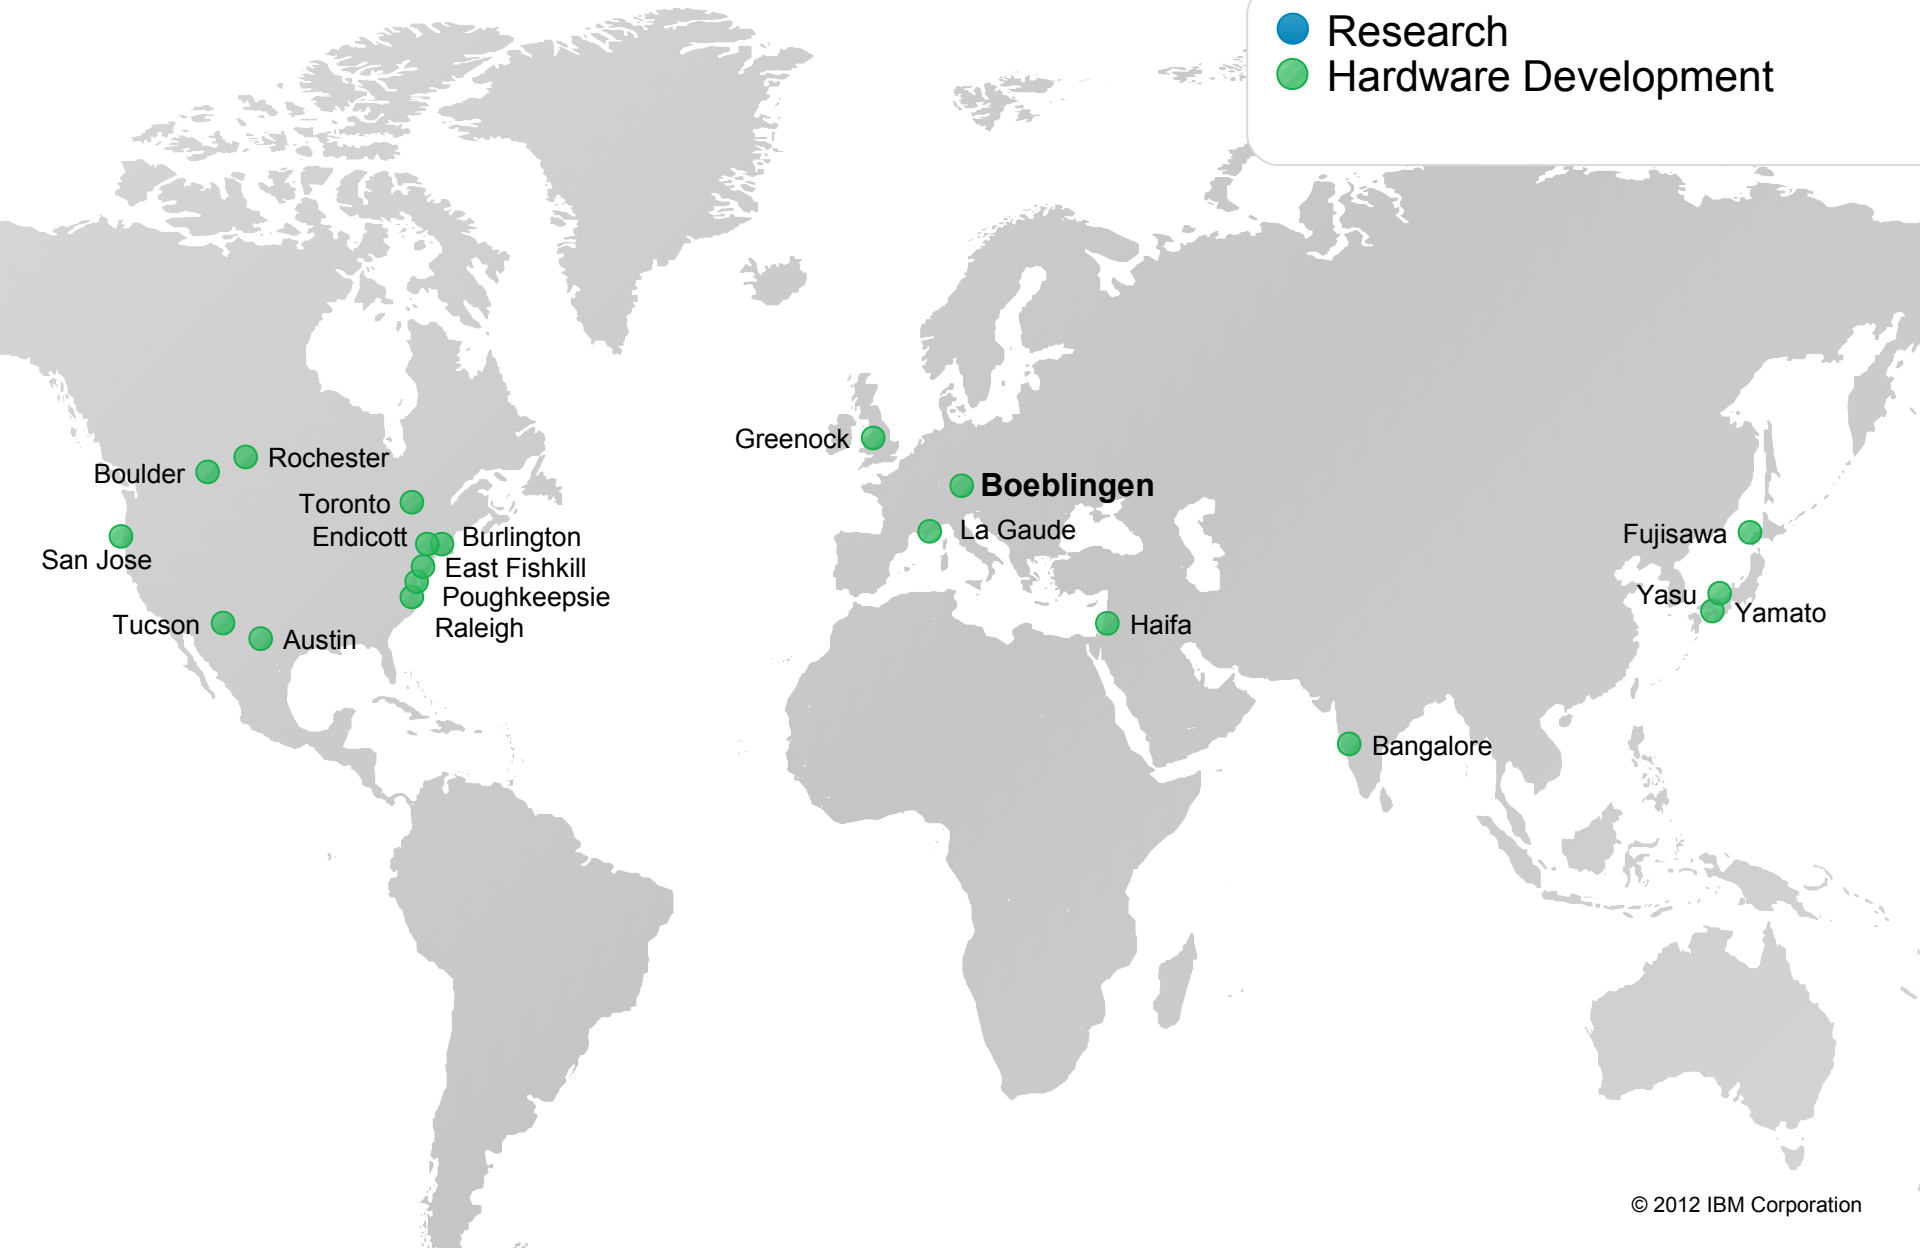 Research
Hardware Development
Greenock
Rochester
Boulder
Boeblingen
Toronto
La Gaude
Endicott
Burlington
Fujisawa
San Jose
East Fishkill
Poughkeepsie
Yasu
Yamato
Tucson
Raleigh
Haifa
Austin
Bangalore
© 2012 IBM Corporation